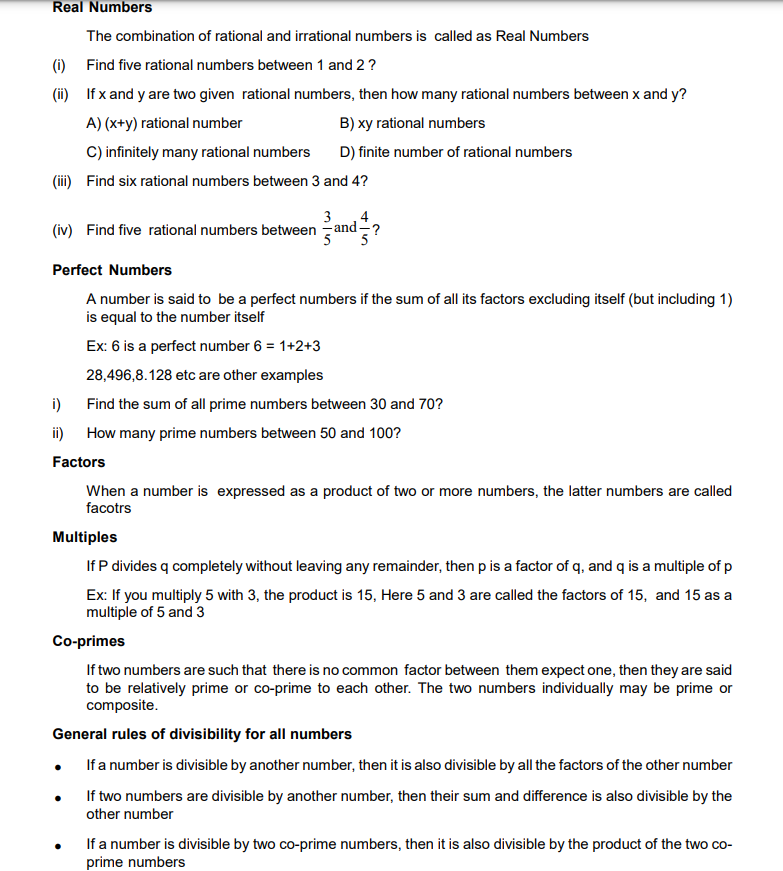 Real Numbers
The combination of rational and irrational numbers is called as Real Numbers
(i) Find five rational numbers between 1 and 2 ?
(ii) If x and y are two given rational numbers, then how many rational numbers between x and y?
A) (x+y) rational number B) xy rational numbers
C) infinitely many rational numbers D) finite number of rational numbers
(iii) Find six rational numbers between 3 and 4?
(iv) Find five rational numbers between 3/5 and 4/5 ?
Perfect Numbers
A number is said to be a perfect numbers if the sum of all its factors excluding itself (but including 1)
is equal to the number itself
Ex: 6 is a perfect number 6 = 1+2+3
28,496,8.128 etc are other examples
i) Find the sum of all prime numbers between 30 and 70?
ii) How many prime numbers between 50 and 100?
Factors
When a number is expressed as a product of two or more numbers, the latter numbers are called
facotrs
Multiples
If P divides q completely without leaving any remainder, then p is a factor of q, and q is a multiple of p
Ex: If you multiply 5 with 3, the product is 15, Here 5 and 3 are called the factors of 15, and 15 as a
multiple of 5 and 3
Co-primes
If two numbers are such that there is no common factor between them expect one, then they are said
to be relatively prime or co-prime to each other. The two numbers individually may be prime or
composite.
General rules of divisibility for all numbers
• If a number is divisible by another number, then it is also divisible by all the factors of the other number
• If two numbers are divisible by another number, then their sum and difference is also divisible by the
other number
• If a number is divisible by two co-prime numbers, then it is also divisible by the product of the two co-
prime numbers